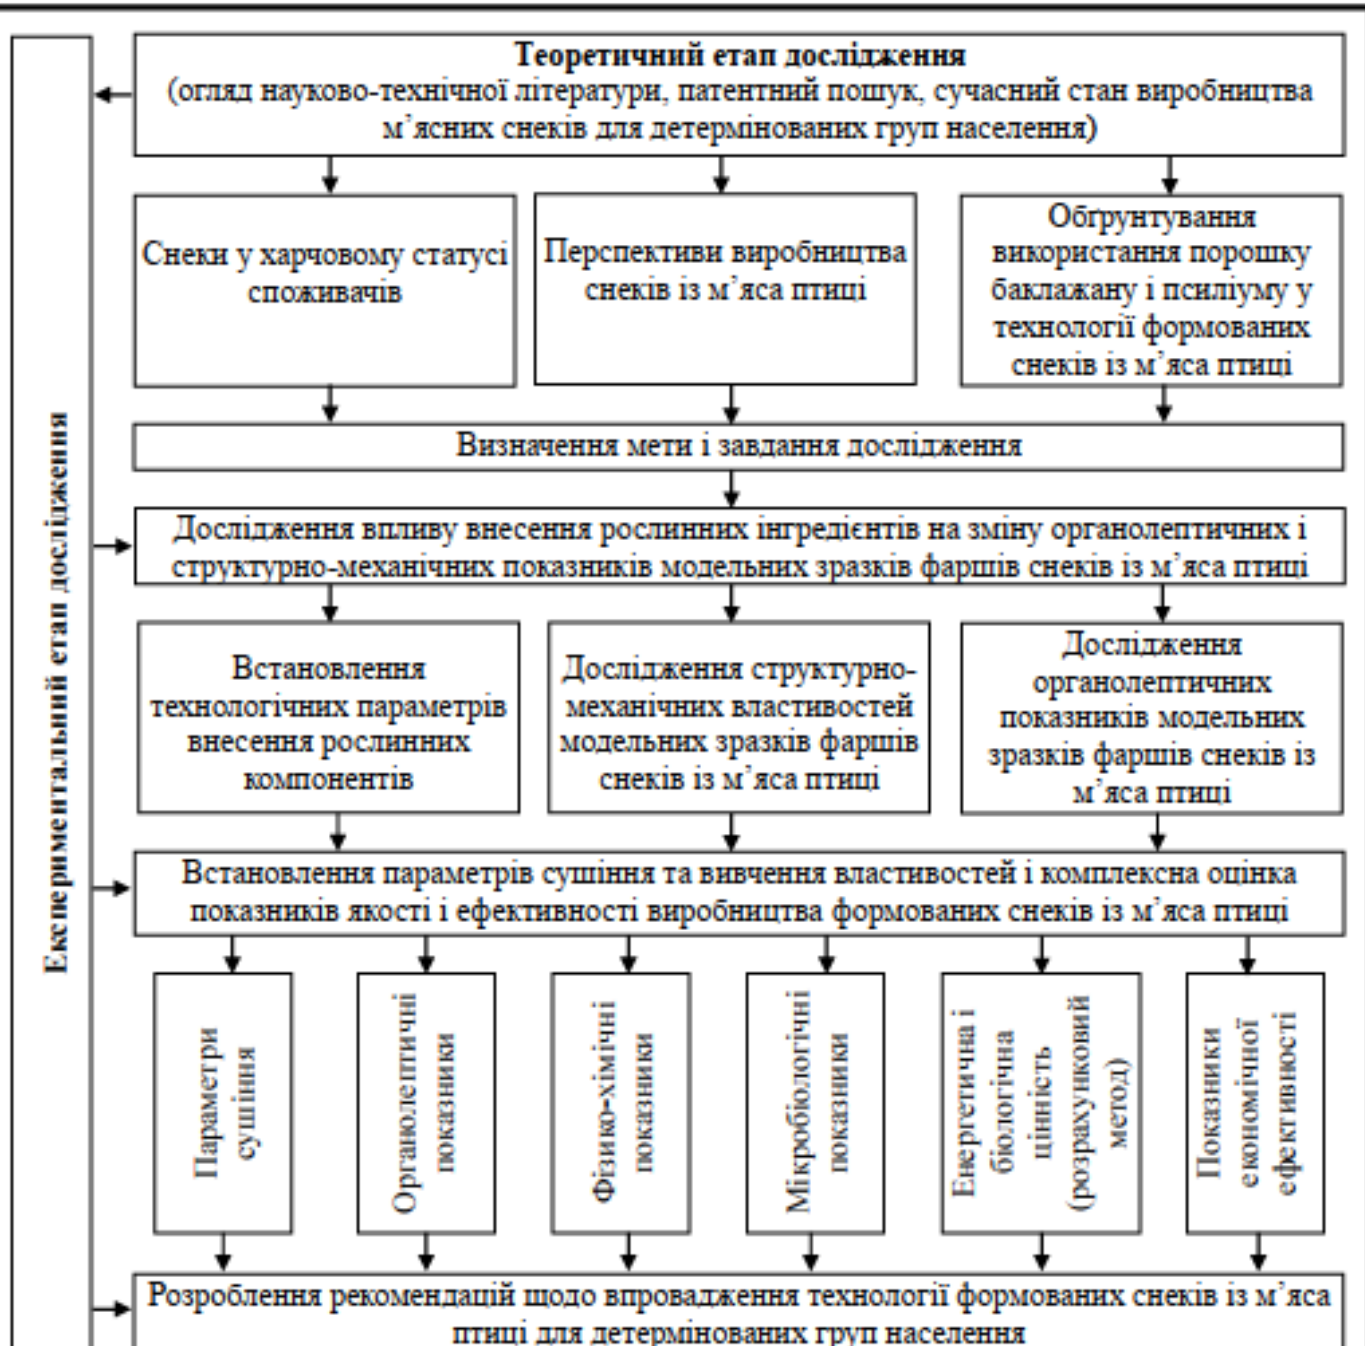 Теоретичний етап дослідження
(огляд науково-технічної літератури, патентний пошук, сучасний стан виробництва
м’ясних снеків для детермінованих груп населення)
Снеки у харчовому статусі
споживачів
Перспективи виробництва
снеків із м’яса птиці
Обґрунтування
використання порошку
баклажану і псиліуму у
технології формованих
снеків із м’яса птиці
Визначення мети і завдання дослідження
Експериментальний етап дослідження
Дослідження впливу внесення рослинних інгредієнтів на зміну органолептичних і
структурно-механічних показників модельних зразків фаршів снеків із м’яса птиці
Встановлення
технологічних параметрів
внесення рослинних
компонентів
Дослідження структурно-
механічних властивостей
модельних зразків фаршів
снеків із м’яса птиці
Дослідження
органолептичних
показників модельних
зразків фаршів снеків із
м’яса птиці
Встановлення параметрів сушіння та вивчення властивостей і комплексна оцінка
показників якості і ефективності виробництва формованих снеків із м’яса птиці
Параметри
сушіння
Органолептичні
показники
Фізико-хімічні
показники
Мікробіологічні
показники
Енергетична і
біологічна
цінність
(розрахунковий
метод)
Показники
економічної
ефективності
Розроблення рекомендацій щодо впровадження технології формованих снеків із м’яса
птиці для детермінованих груп населення